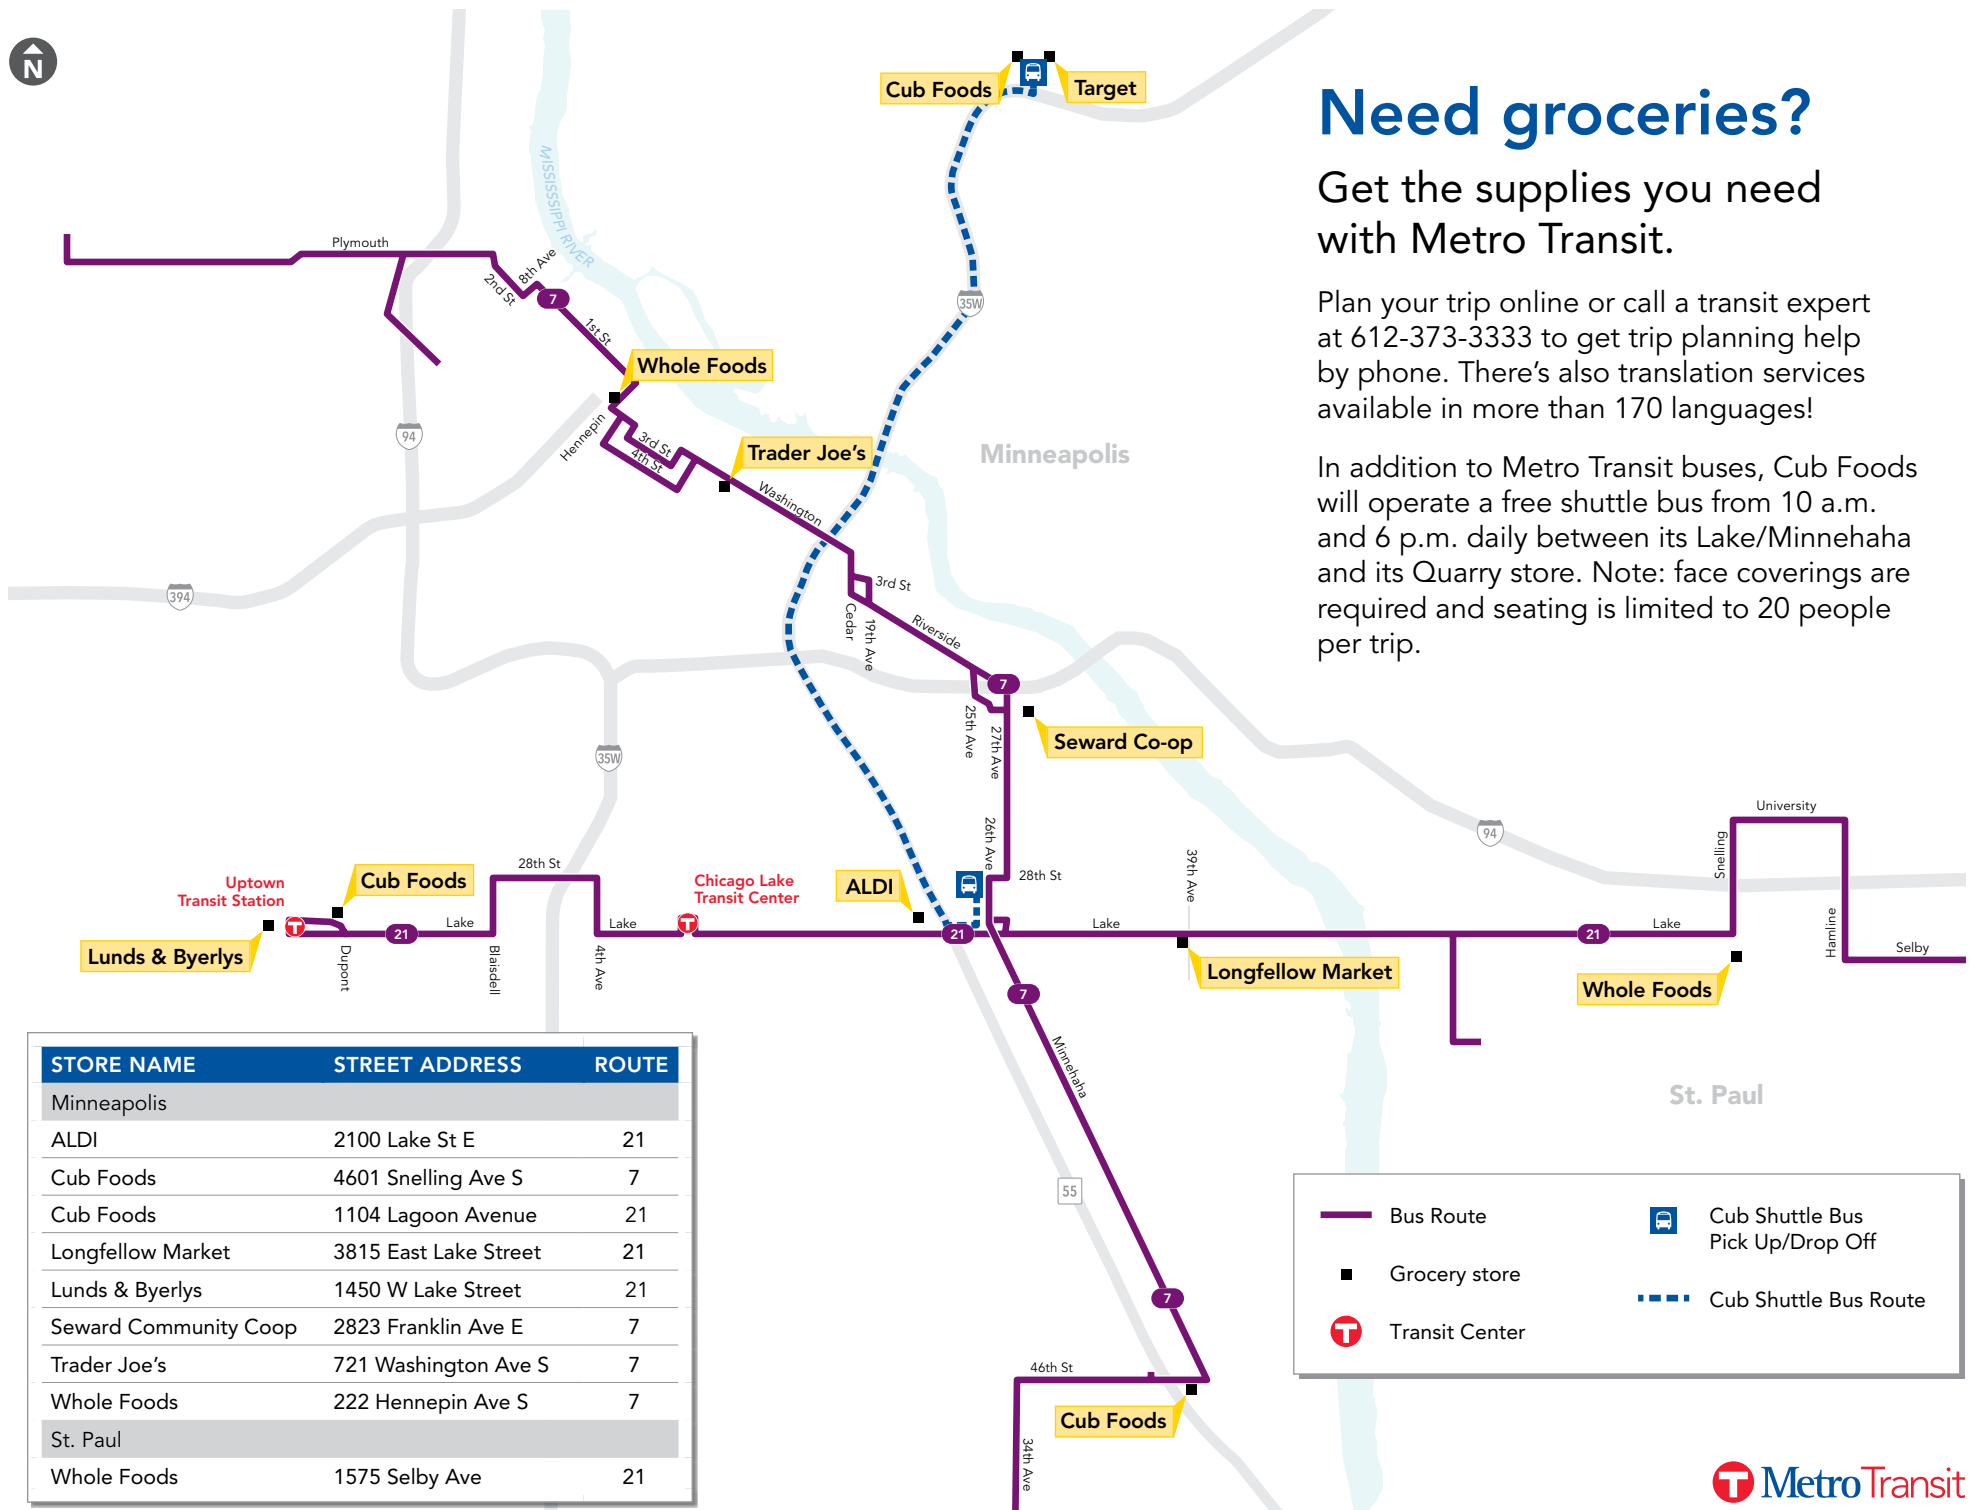 N
Need groceries?
Get the supplies you need
with Metro Transit.
Plan your trip online or call a transit expert
at 612-373-3333 to get trip planning help
by phone. There's also translation services
available in more than 170 languages!
In addition to Metro Transit buses, Cub Foods
will operate a free shuttle bus from 10 a.m.
and 6 p.m. daily between its Lake/Minnehaha
and its Quarry store. Note: face coverings are
required and seating is limited to 20 people
per trip.
Cub Foods
Target
MISSISSIPPI RIVER
Plymouth
8th Ave
2nd St
7
1st St
35W
Whole Foods
Hennepin
94
3rd St
4th St
Trader Joe's
Minneapolis
Washington
394
3rd St
Cedar
19th Ave
Riverside
7
25th Ave
27th Ave
Seward Co-op
35W
University
94
Snelling
26th Ave
28th St
28th St
39th Ave
Uptown
Transit Station
Cub Foods
Chicago Lake
Transit Center
ALDI
Lunds & Byerlys
Dupont
21
Lake
Blaisdell
Lake
4th Ave
21
Lake
Longfellow Market
21
Lake
Hamline
Selby
Whole Foods
7
Minnehaha
St. Paul
55
7
46th St
Cub Foods
34th Ave
STORE NAME STREET ADDRESS ROUTE
Minneapolis
ALDI 2100 Lake St E 21
Cub Foods 4601 Snelling Ave S 7
Cub Foods 1104 Lagoon Avenue 21
Longfellow Market 3815 East Lake Street 21
Lunds & Byerlys 1450 W Lake Street 21
Seward Community Coop 2823 Franklin Ave E 7
Trader Joe's 721 Washington Ave S 7
Whole Foods 222 Hennepin Ave S 7
St. Paul
Whole Foods 1575 Selby Ave 21
Bus Route
Grocery store
T Transit Center
Cub Shuttle Bus
Pick Up/Drop Off
Cub Shuttle Bus Route
T MetroTransit